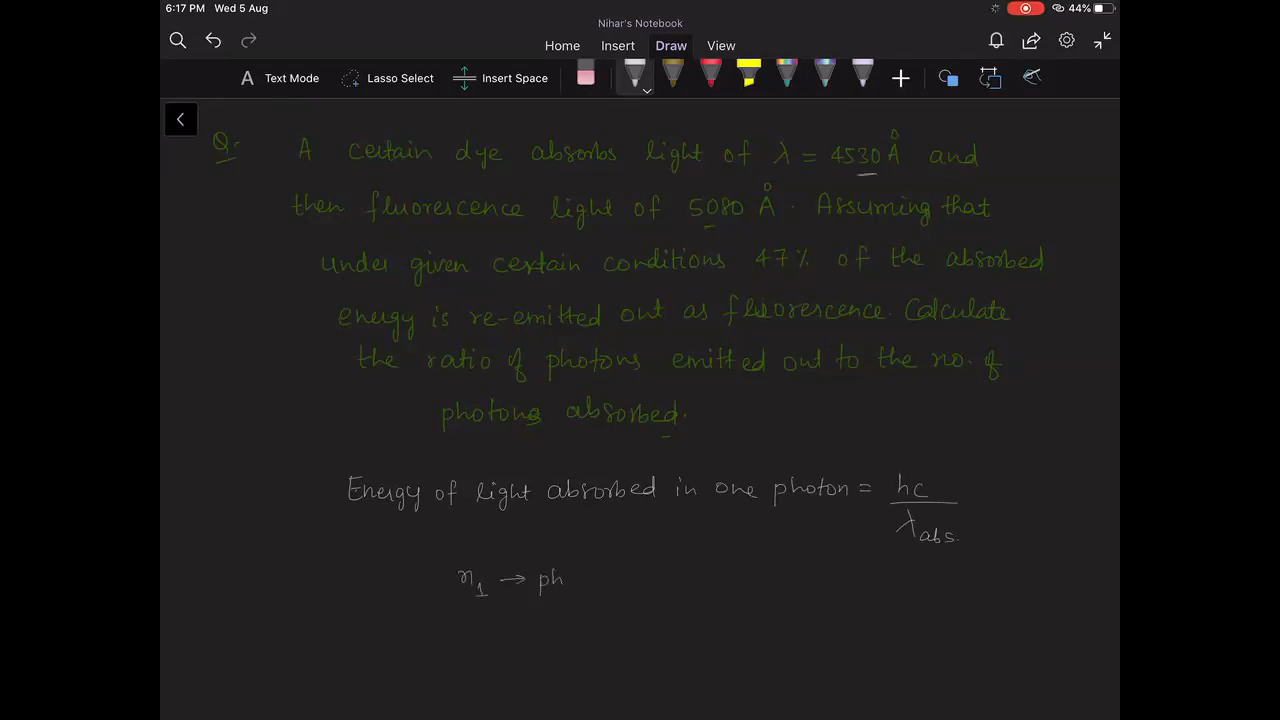 6:17 PM Wed 5 Aug
44%
Nihar's Notebook
Home Insert Draw View
Text Mode Lasso Select Insert Space
Q:- A certain dye absorbs light of λ = 4530 Å and
then fluorescence light of 5080 Å. Assuming that
under given certain conditions 47% of the absorbed
energy is re-emitted out as fluorescence. Calculate
the ratio of photons emitted out to the no. of
photons absorbed.
Energy of light absorbed in one photon = hc
λabs.
n1 → ph